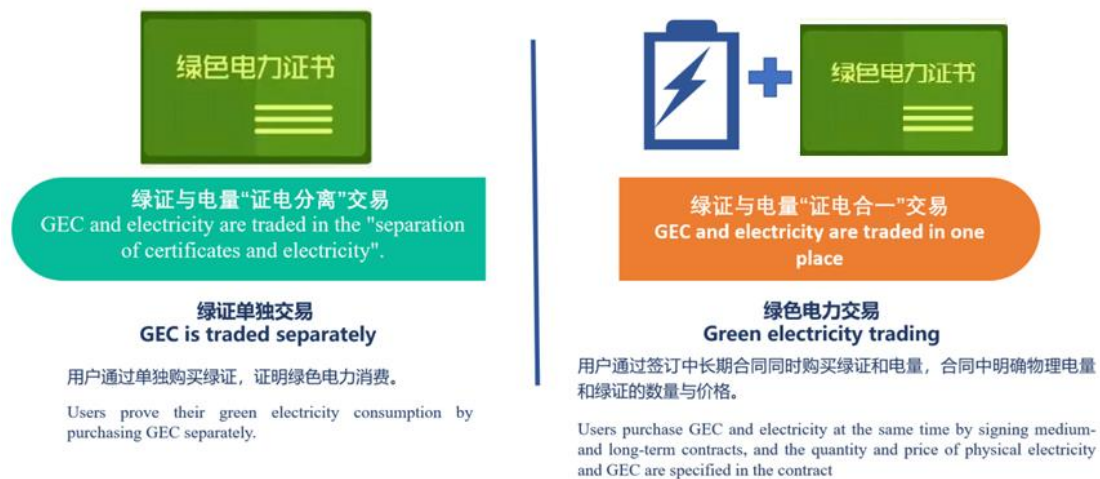 绿色电力证书
绿证与电量“证电分离”交易
GEC and electricity are traded in the "separation
of certificates and electricity".
绿证单独交易
GEC is traded separately
用户通过单独购买绿证，证明绿色电力消费。
Users prove their green electricity consumption by
purchasing GEC separately.
绿色电力证书
绿证与电量“证电合一”交易
GEC and electricity are traded in one
place
绿色电力交易
Green electricity trading
用户通过签订中长期合同同时购买绿证和电量，合同中明确物理电量
和绿证的数量与价格。
Users purchase GEC and electricity at the same time by signing medium-
and long-term contracts, and the quantity and price of physical electricity
and GEC are specified in the contract